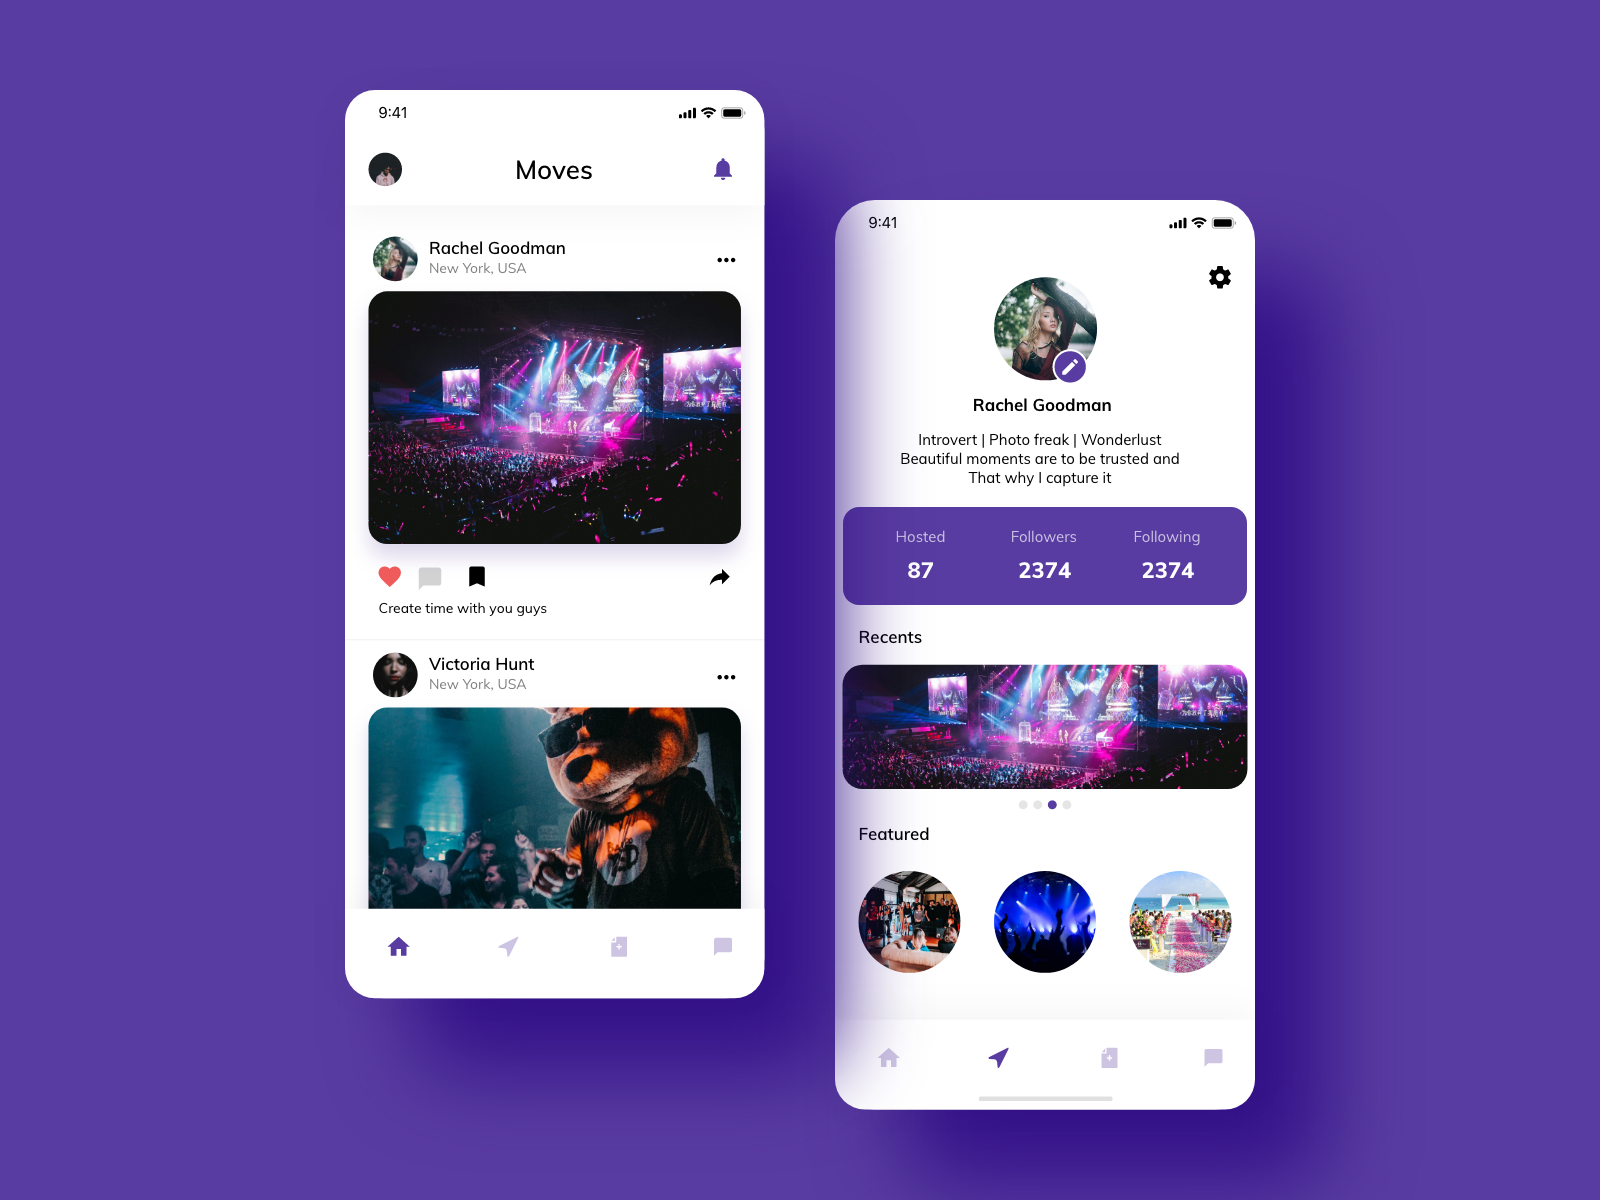 9:41
Moves
Rachel Goodman
New York, USA
Create time with you guys
Victoria Hunt
New York, USA
9:41
Rachel Goodman
Introvert | Photo freak | Wonderlust
Beautiful moments are to be trusted and
That why I capture it
Hosted Followers Following
87 2374 2374
Recents
Featured